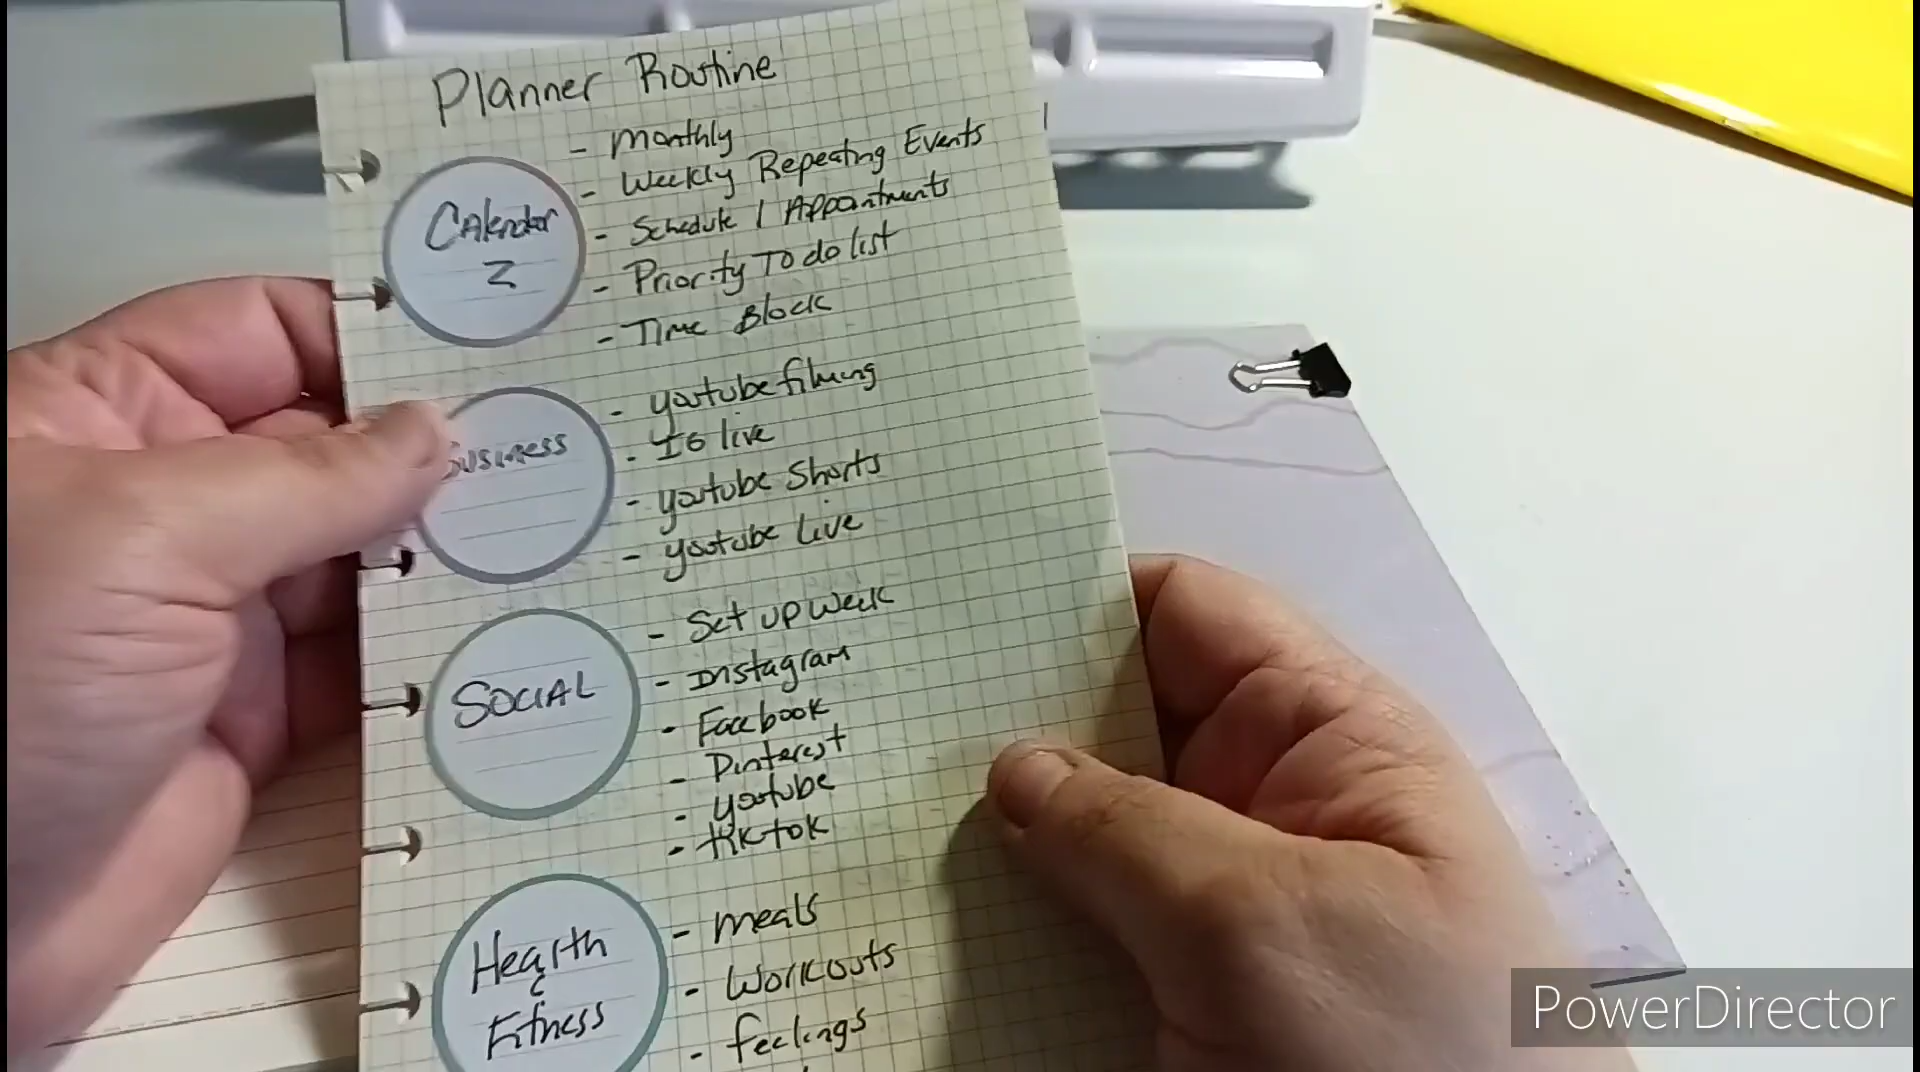 Planner Routine
Calendar
2
- monthly
- Weekly Repeating Events
- Schedule / Appointments
- Priority To do list
- Time Block
Business
- youtube filming
- IG live
- youtube Shorts
- youtube Live
SOCIAL
- Set up week
- Instagram
- Facebook
- Pinterest
- youtube
- tiktok
Health
&
Fitness
- meals
- Workouts
- feelings
PowerDirector